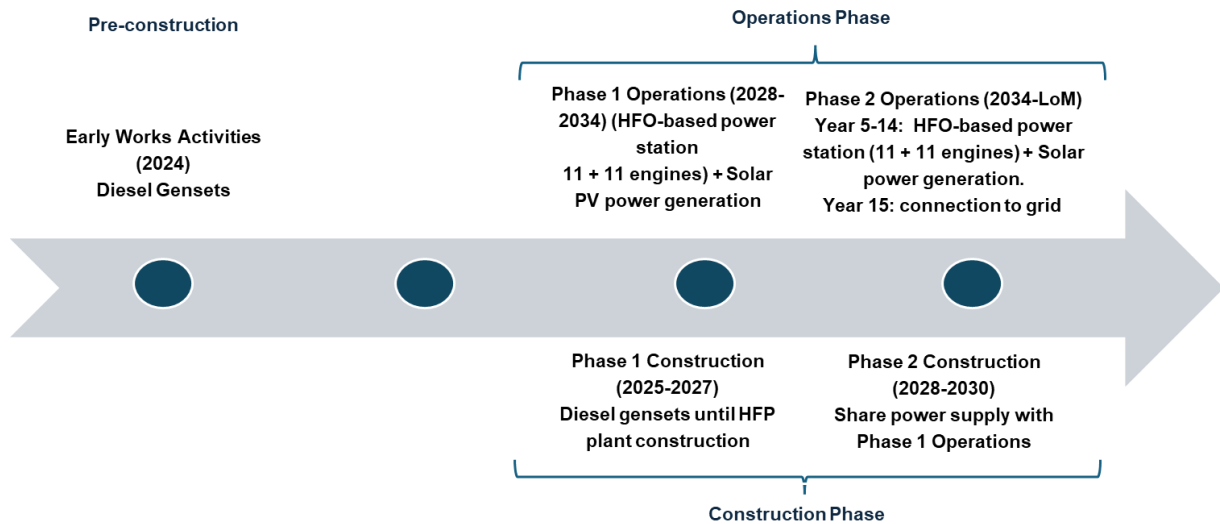 Pre-construction
Operations Phase
Early Works Activities
(2024)
Diesel Gensets
Phase 1 Operations (2028-
2034) (HFO-based power
station
11 + 11 engines) + Solar
PV power generation
Phase 2 Operations (2034-LoM)
Year 5-14: HFO-based power
station (11 + 11 engines) + Solar
power generation.
Year 15: connection to grid
Phase 1 Construction
(2025-2027)
Diesel gensets until HFP
plant construction
Phase 2 Construction
(2028-2030)
Share power supply with
Phase 1 Operations
Construction Phase